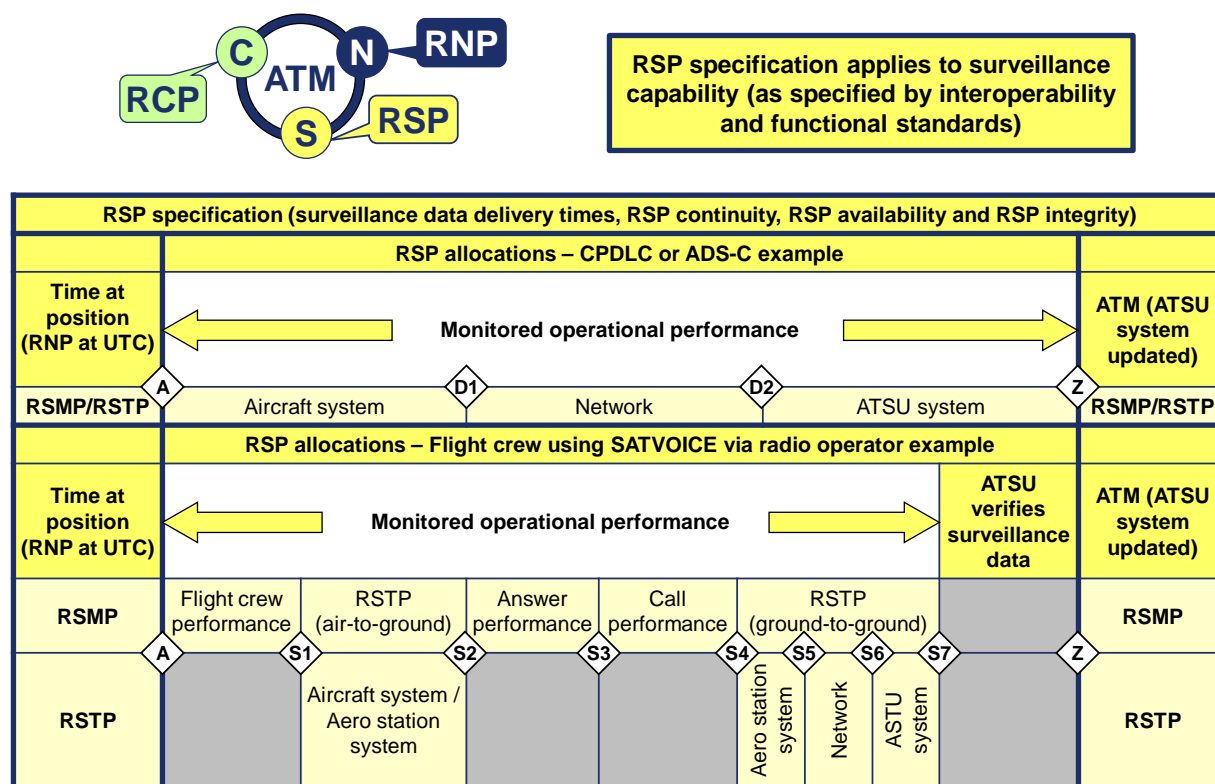 C
N
RNP
ATM
RCP
S
RSP
RSP specification applies to surveillance
capability (as specified by interoperability
and functional standards)
RSP specification (surveillance data delivery times, RSP continuity, RSP availability and RSP integrity)
RSP allocations – CPDLC or ADS-C example
Time at
position
(RNP at UTC)
Monitored operational performance
ATM (ATSU
system
updated)
A
D1
D2
Z
RSMP/RSTP
Aircraft system
Network
ATSU system
RSMP/RSTP
RSP allocations – Flight crew using SATVOICE via radio operator example
Time at
position
(RNP at UTC)
Monitored operational performance
ATSU
verifies
surveillance
data
ATM (ATSU
system
updated)
RSMP
Flight crew
performance
RSTP
(air-to-ground)
Answer
performance
Call
performance
RSTP
(ground-to-ground)
RSMP
A
S1
S2
S3
S4
S5
S6
S7
Z
RSTP
Aircraft system /
Aero station
system
Aero station
system
Network
ASTU
system
RSTP